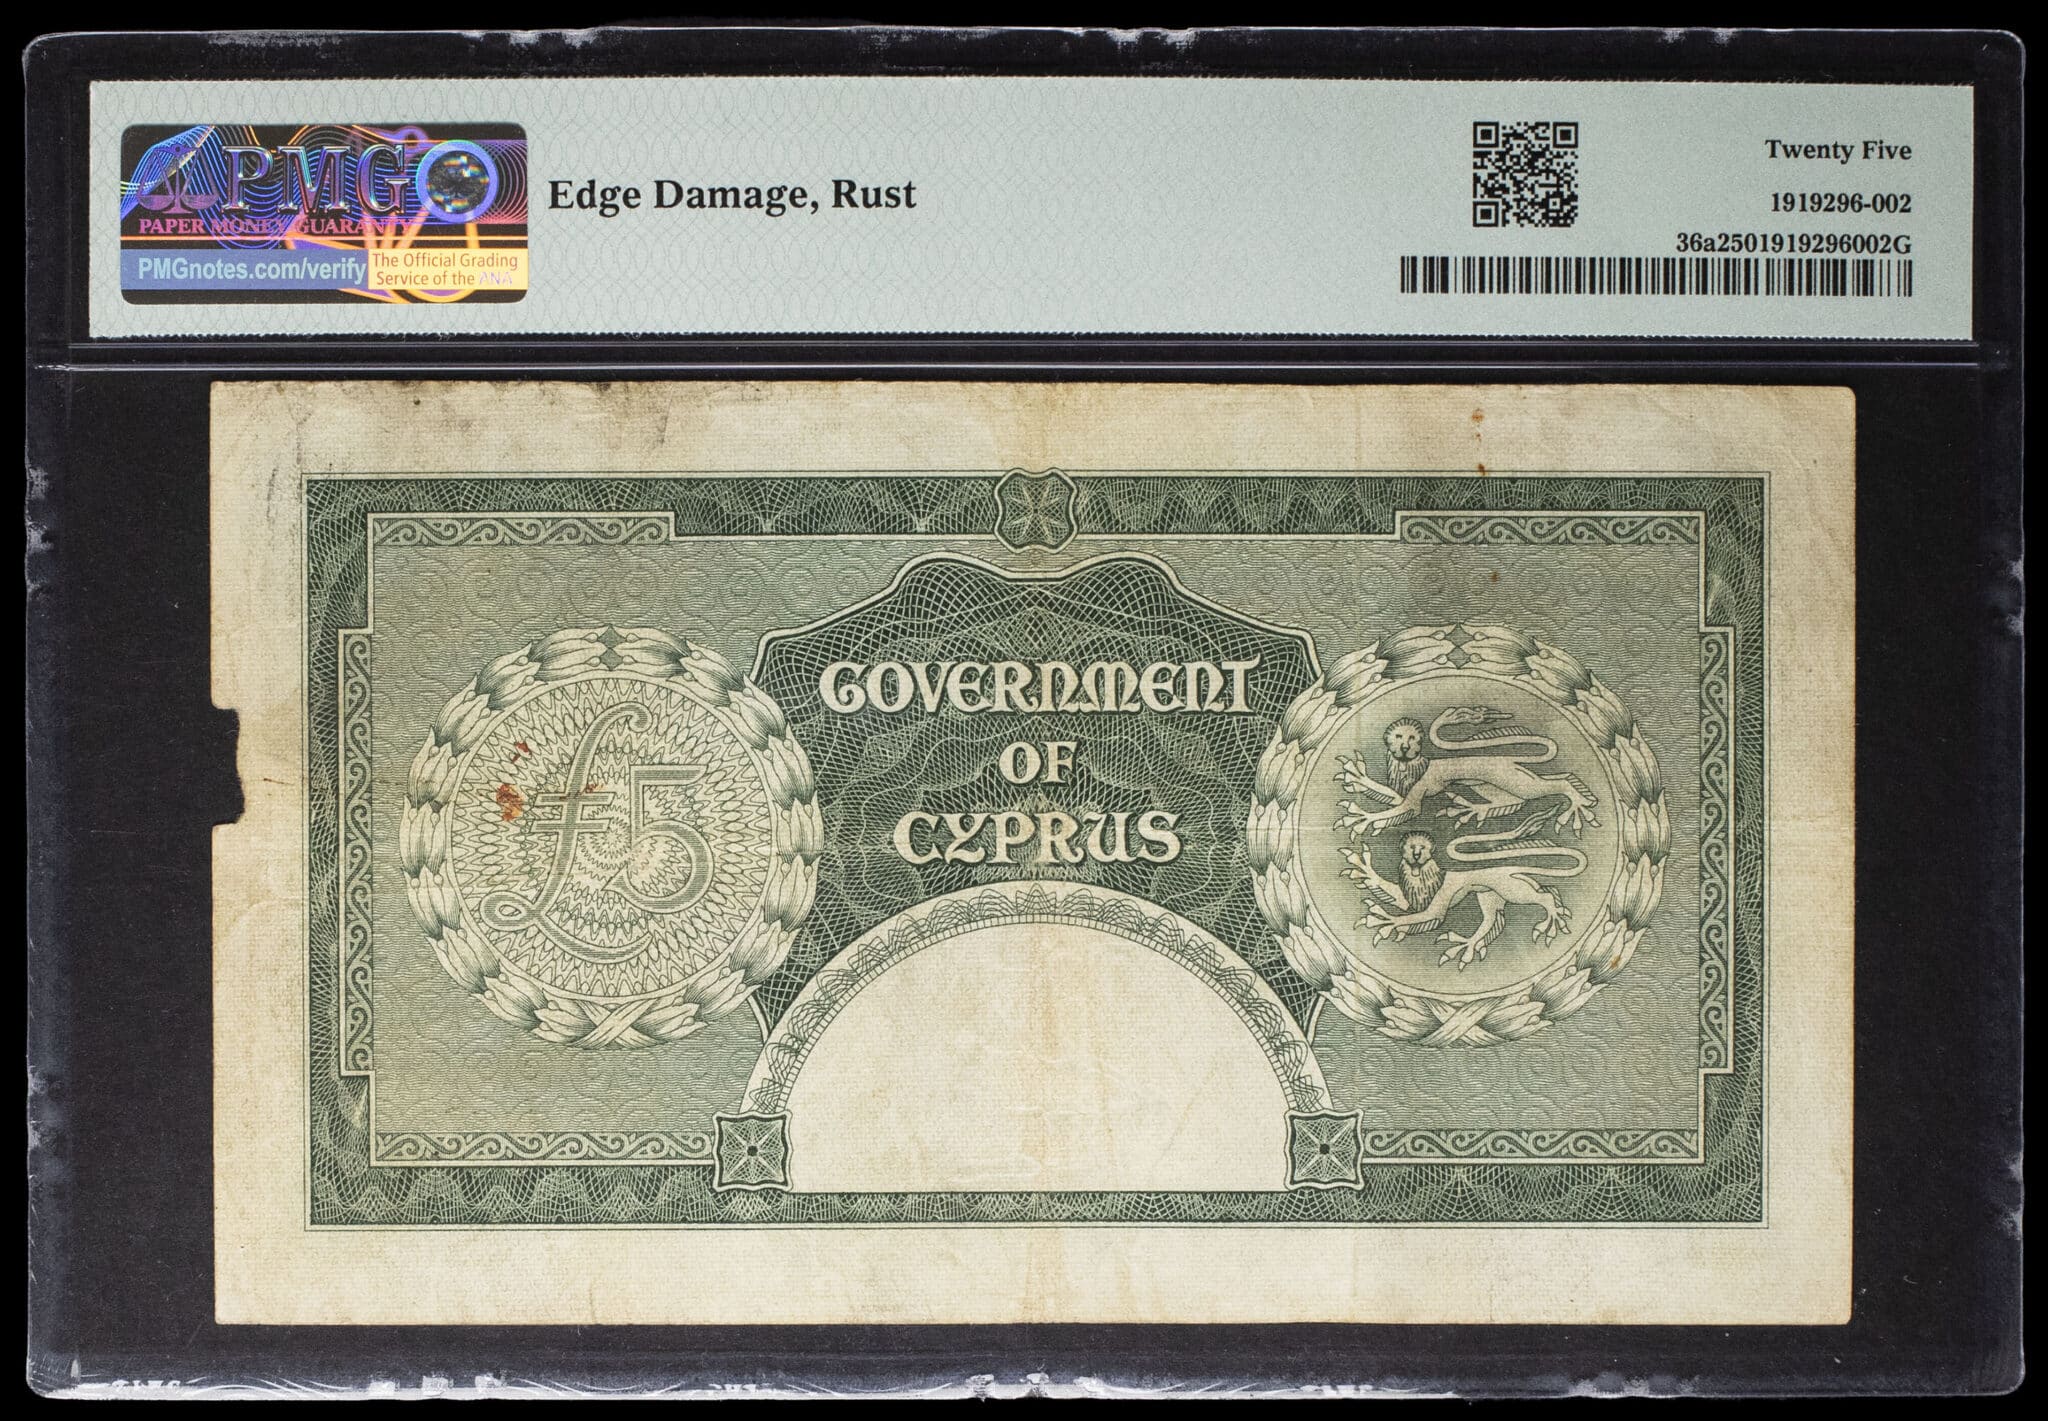 PMG
PAPER MONEY GUARANTY
PMGnotes.com/verify
The Official Grading
Service of the ANA
Edge Damage, Rust
Twenty Five
1919296-002
36a2501919296002G
GOVERNMENT
OF
CYPRUS
£5